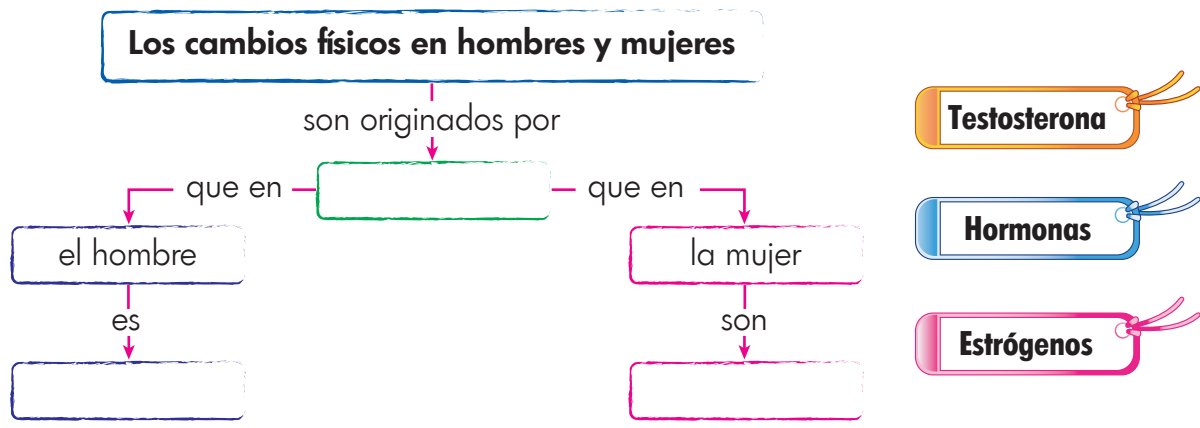 Los cambios físicos en hombres y mujeres
son originados por
que en
que en
el hombre
la mujer
es
son
Testosterona
Hormonas
Estrógenos